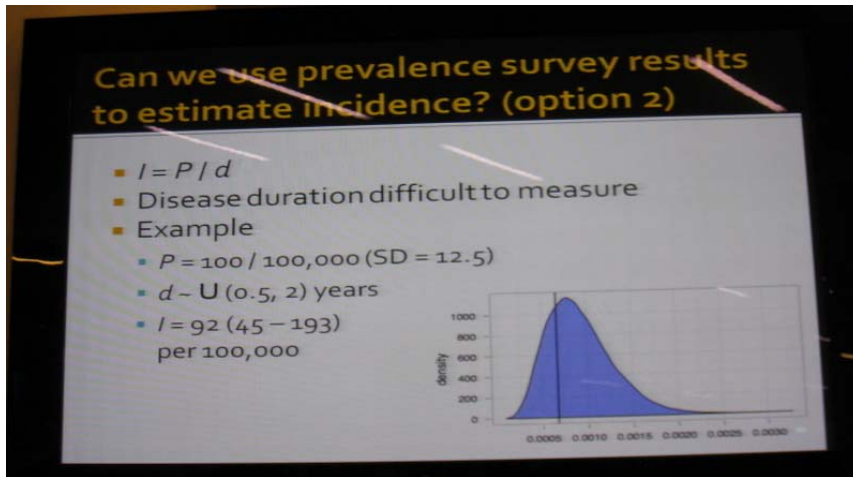 Can we use prevalence survey results
to estimate incidence? (option 2)
I = P / d
Disease duration difficult to measure
Example
P = 100 / 100,000 (SD = 12.5)
d ~ U (0.5, 2) years
I = 92 (45 – 193)
per 100,000
1000
800
600
400
200
0
density
0.0005 0.0010 0.0015 0.0020 0.0025 0.0030